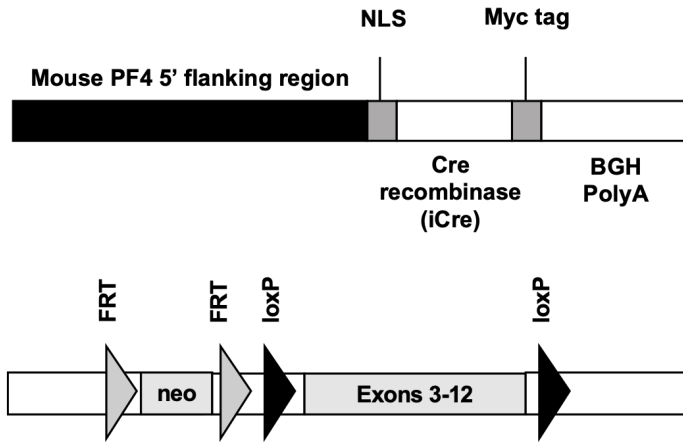 NLS
Myc tag
Mouse PF4 5’ flanking region
Cre
recombinase
(iCre)
BGH
PolyA
FRT
FRT
loxP
loxP
neo
Exons 3-12